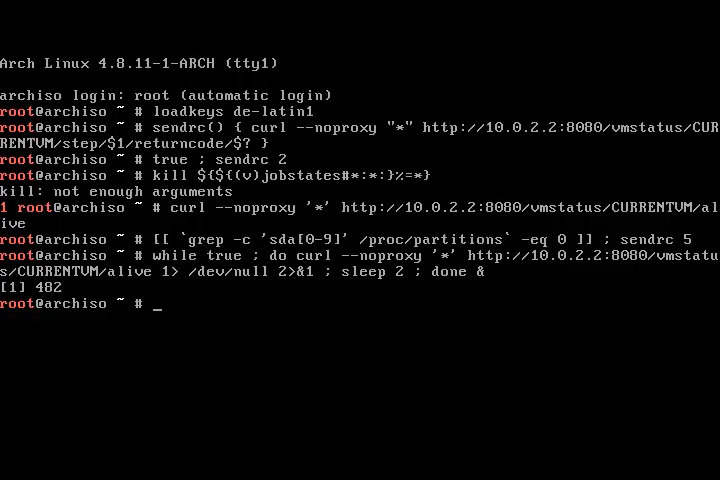 Arch Linux 4.8.11-1-ARCH (tty1)
archiso login: root (automatic login)
root@archiso ~ # loadkeys de-latin1
root@archiso ~ # sendrc() { curl --noproxy "*" http://10.0.2.2:8080/vmstatus/CUR
RENTVM/step/$1/returncode/$? }
root@archiso ~ # true ; sendrc 2
root@archiso ~ # kill ${${(v)jobstates#*:*:}%=*}
kill: not enough arguments
1 root@archiso ~ # curl --noproxy '*' http://10.0.2.2:8080/vmstatus/CURRENTVM/al
ive
root@archiso ~ # [[ `grep -c 'sda[0-9]' /proc/partitions` -eq 0 ]] ; sendrc 5
root@archiso ~ # while true ; do curl --noproxy '*' http://10.0.2.2:8080/vmstatu
s/CURRENTVM/alive 1> /dev/null 2>&1 ; sleep 2 ; done &
[1] 482
root@archiso ~ # _